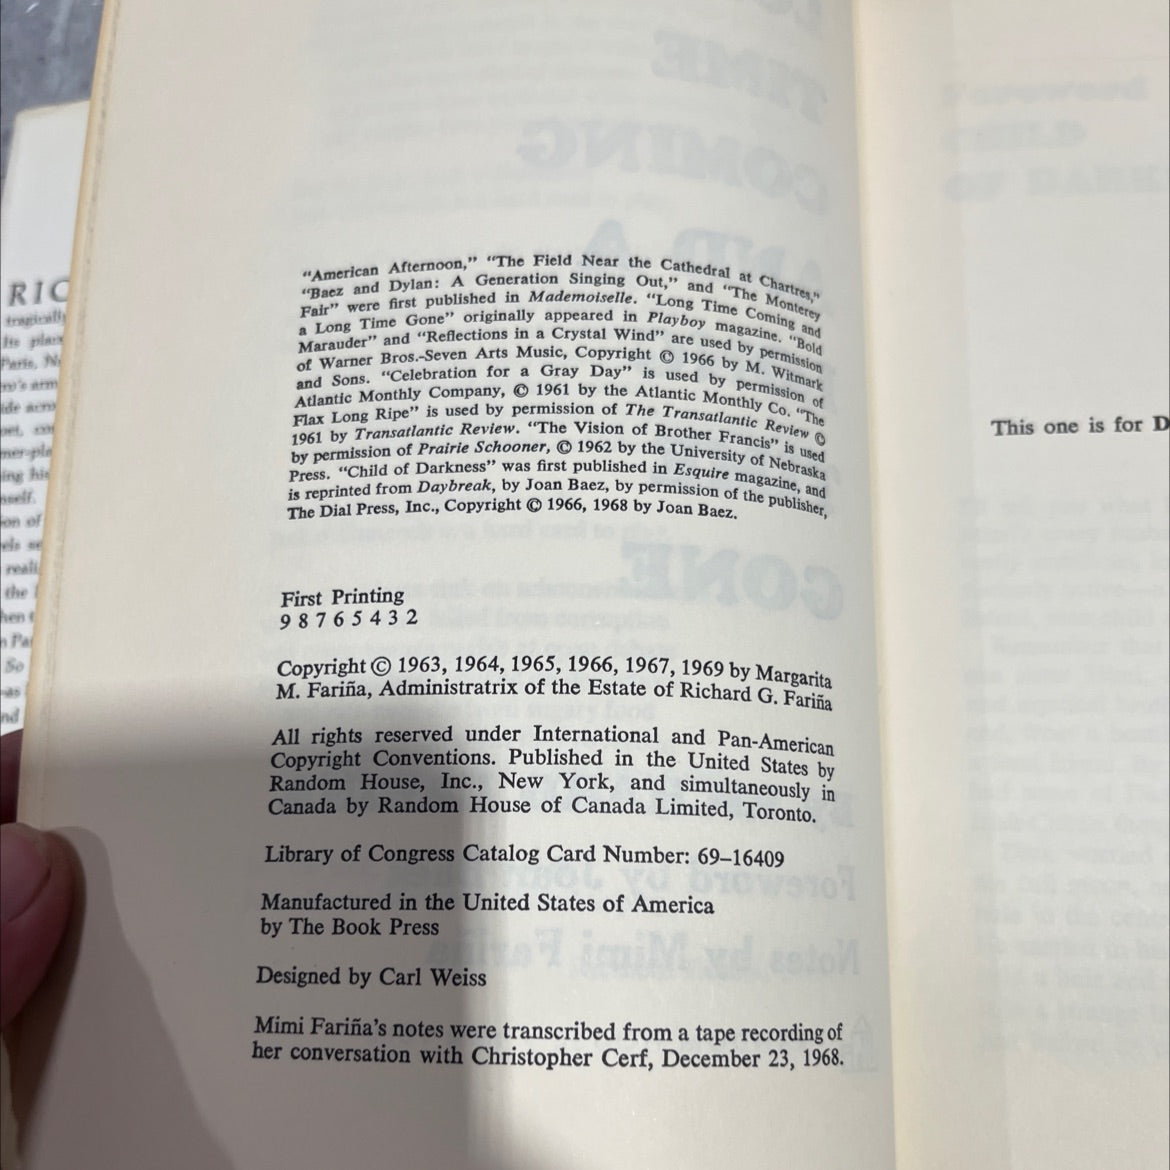 "American Afternoon," "The Field Near the Cathedral at Chartres,"
"Baez and Dylan: A Generation Singing Out," and "The Monterey
Fair" were first published in Mademoiselle. "Long Time Coming and
a Long Time Gone" originally appeared in Playboy magazine. "Bold
Marauder" and "Reflections in a Crystal Wind" are used by permission
of Warner Bros.-Seven Arts Music, Copyright © 1966 by M. Witmark
and Sons. "Celebration for a Gray Day" is used by permission of
Atlantic Monthly Company, © 1961 by the Atlantic Monthly Co. "The
Flax Long Ripe" is used by permission of The Transatlantic Review ©
1961 by Transatlantic Review. "The Vision of Brother Francis" is used
by permission of Prairie Schooner, © 1962 by the University of Nebraska
Press. "Child of Darkness" was first published in Esquire magazine, and
is reprinted from Daybreak, by Joan Baez, by permission of the publisher,
The Dial Press, Inc., Copyright © 1966, 1968 by Joan Baez.
First Printing
9 8 7 6 5 4 3 2
Copyright © 1963, 1964, 1965, 1966, 1967, 1969 by Margarita
M. Fariña, Administratrix of the Estate of Richard G. Fariña
All rights reserved under International and Pan-American
Copyright Conventions. Published in the United States by
Random House, Inc., New York, and simultaneously in
Canada by Random House of Canada Limited, Toronto.
Library of Congress Catalog Card Number: 69–16409
Manufactured in the United States of America
by The Book Press
Designed by Carl Weiss
Mimi Fariña's notes were transcribed from a tape recording of
her conversation with Christopher Cerf, December 23, 1968.
This one is for D
RIC
tragically